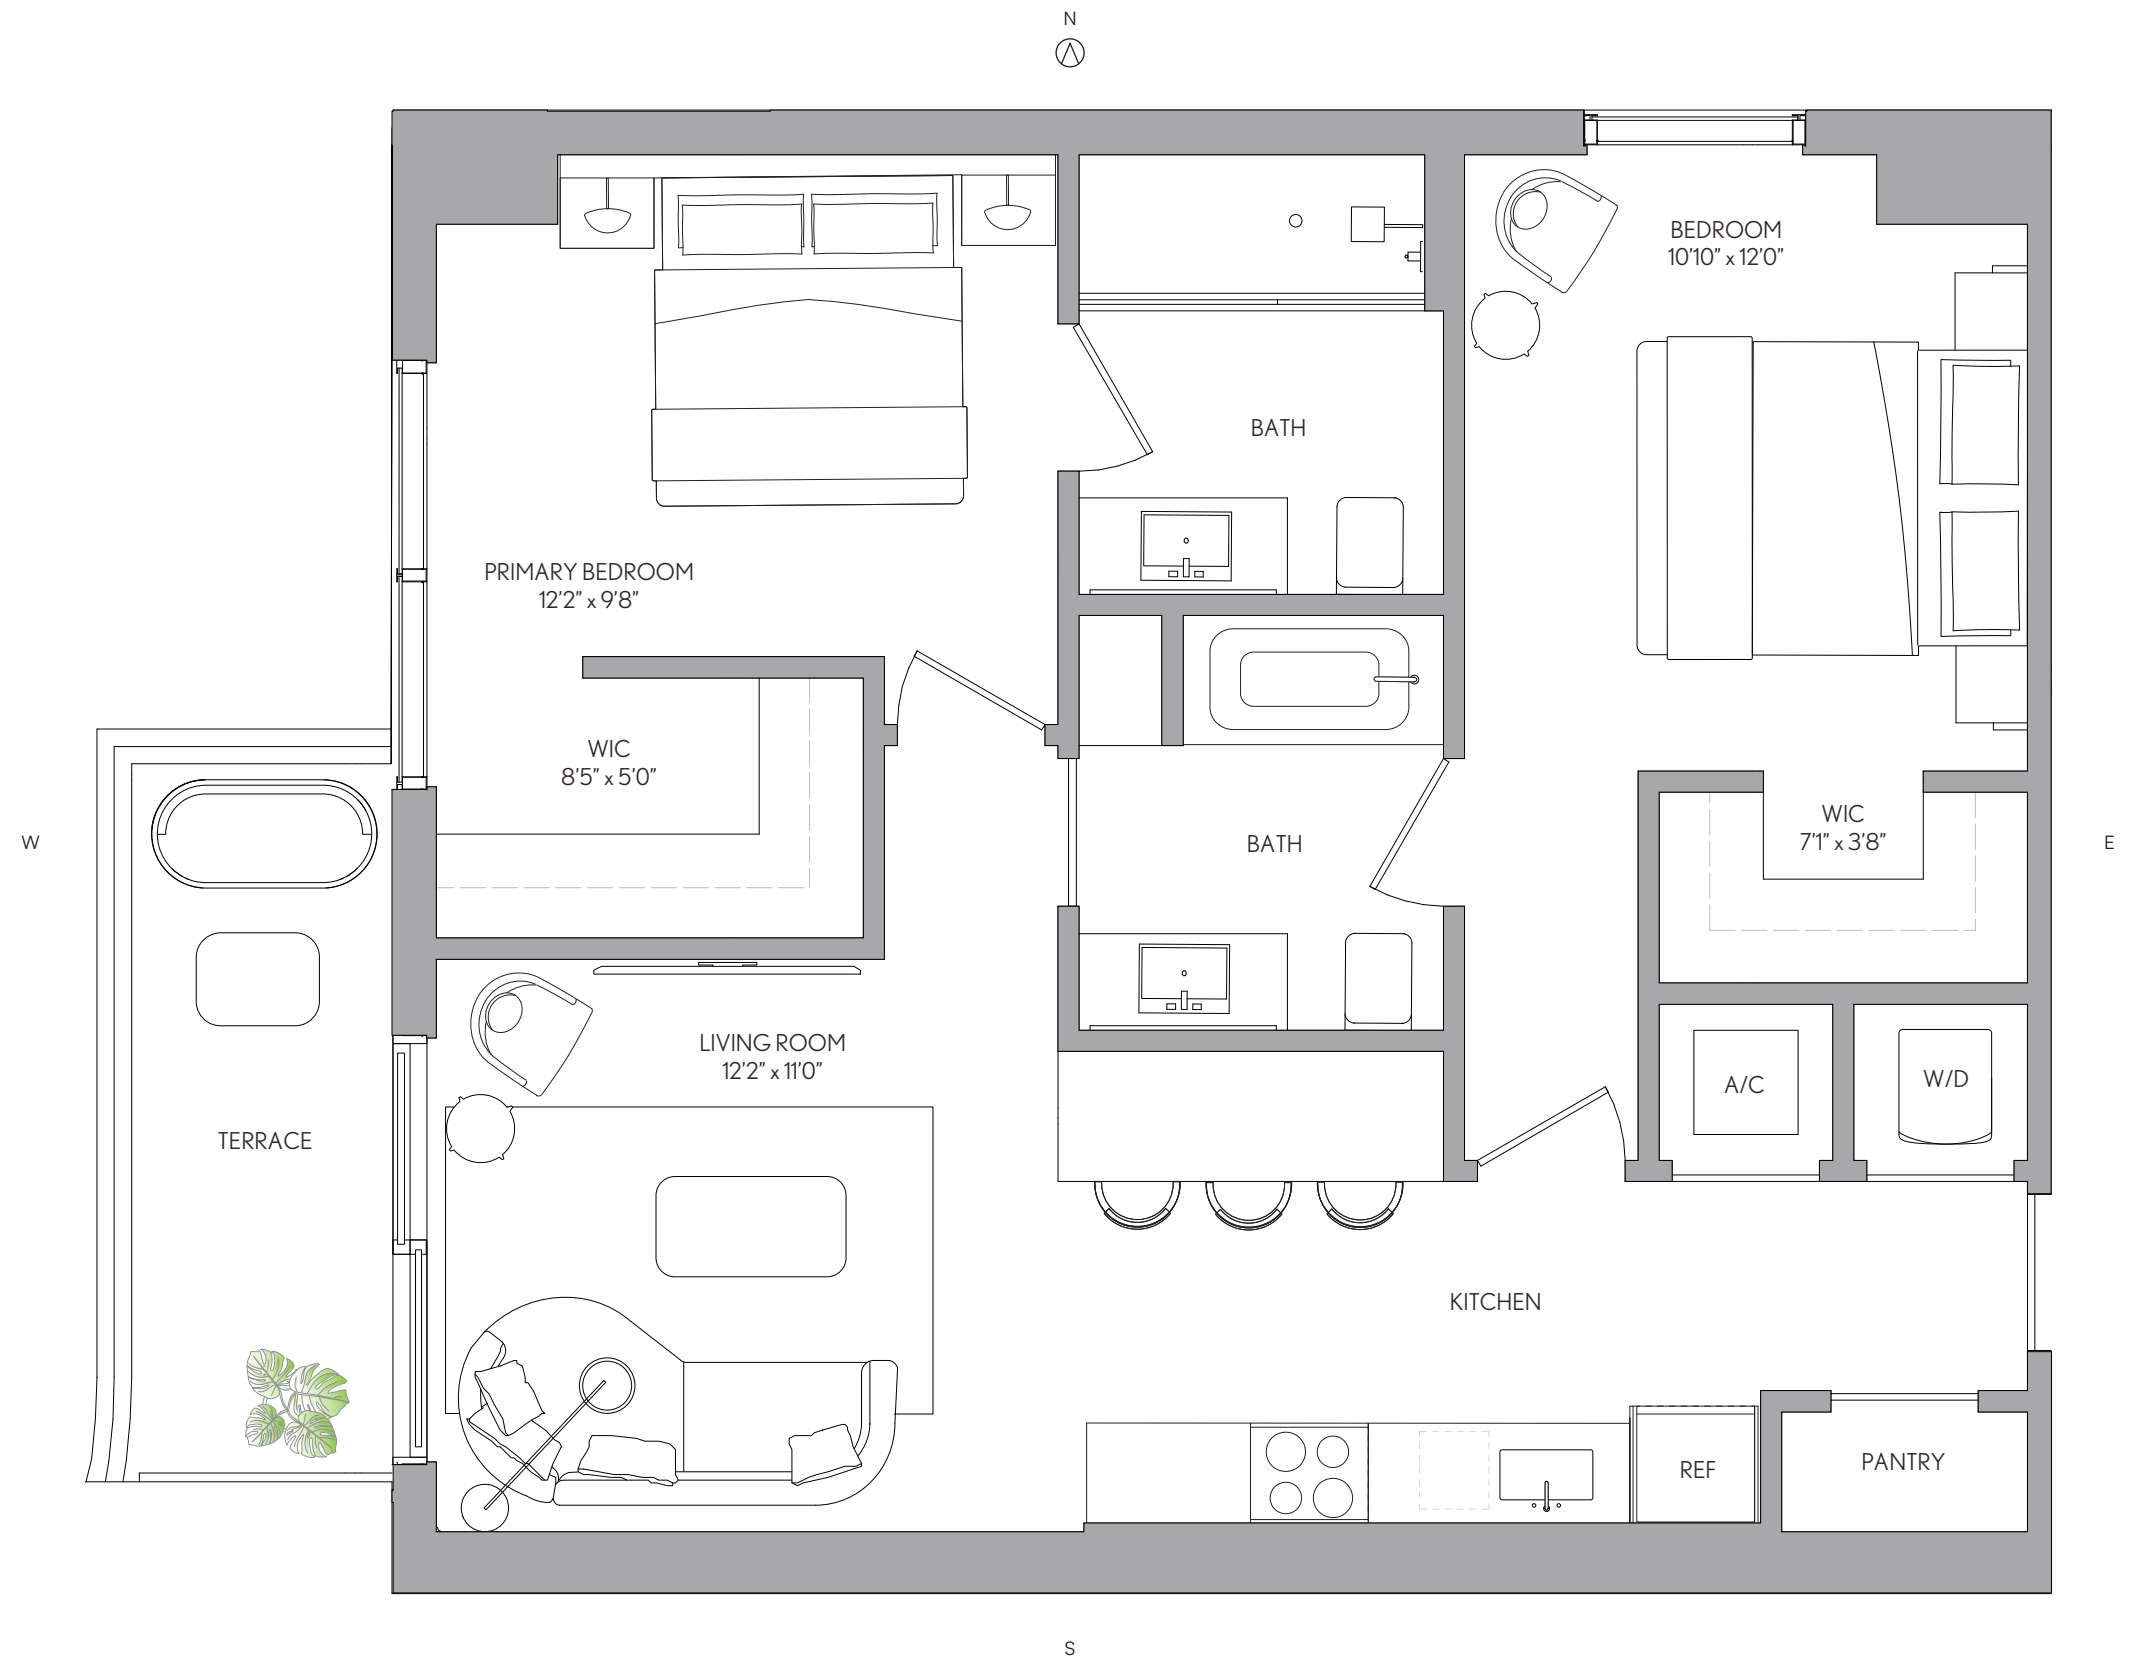 N
BEDROOM
10'10" x 12'0"
BATH
PRIMARY BEDROOM
12'2" x 9'8"
WIC
8'5" x 5'0"
WIC
7'1" x 3'8"
W
BATH
E
LIVING ROOM
12'2" x 11'0"
A/C
W/D
TERRACE
KITCHEN
REF
PANTRY
S